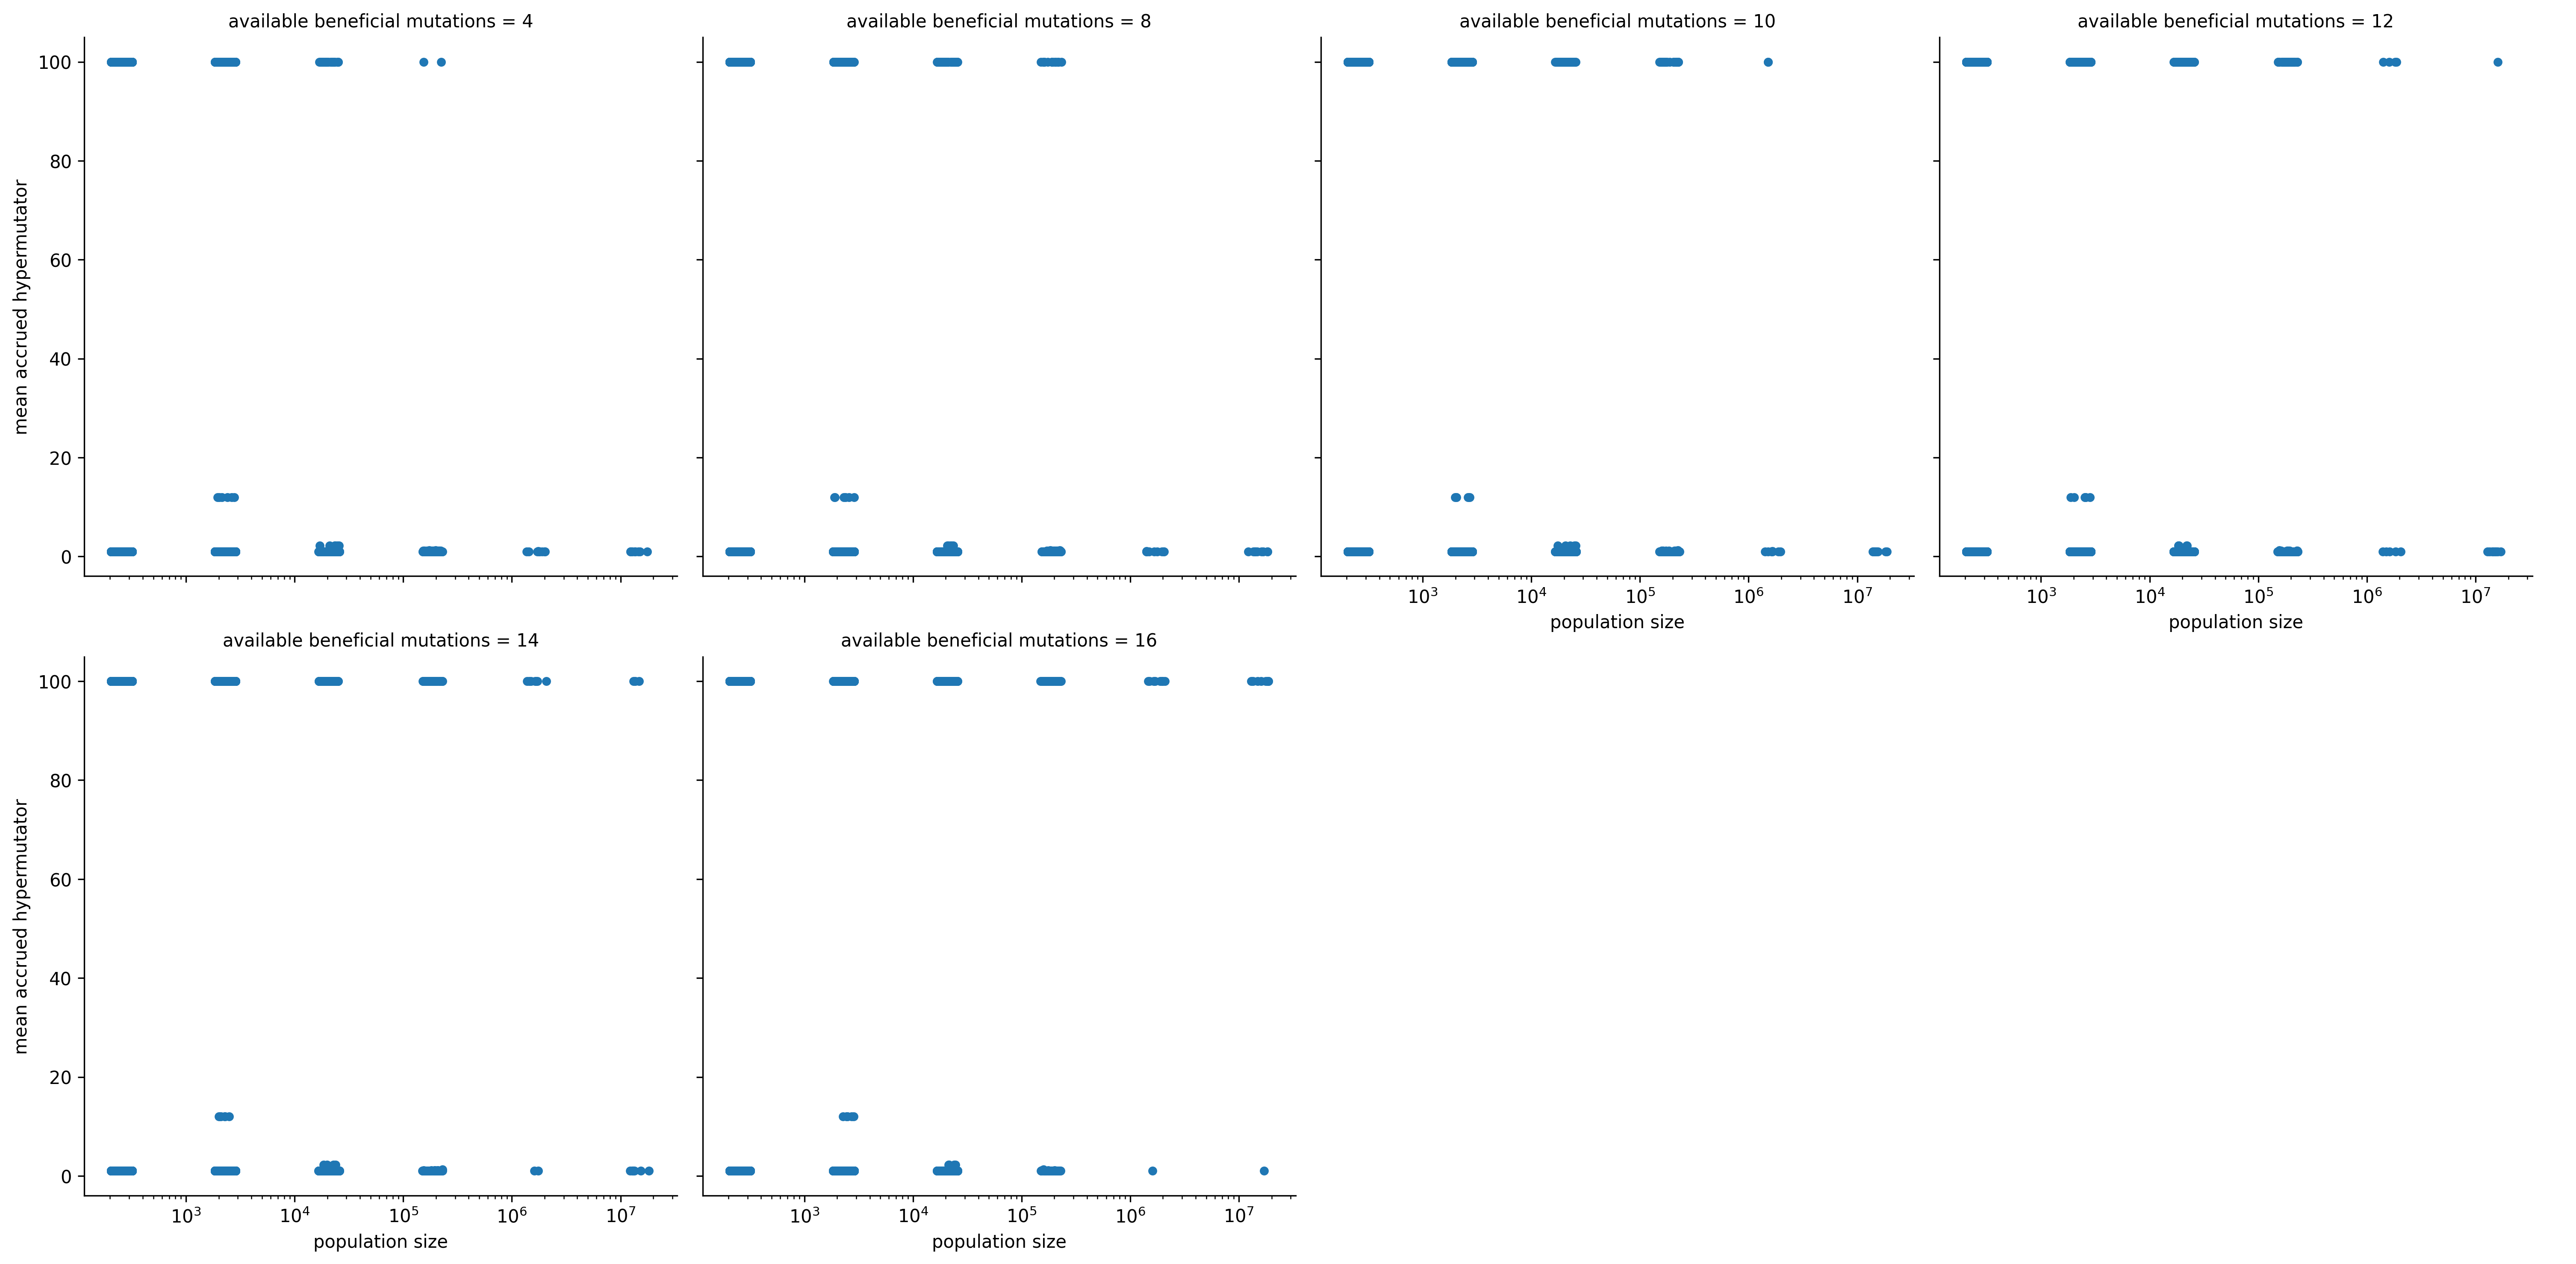 available beneficial mutations = 4
available beneficial mutations = 8
available beneficial mutations = 10
available beneficial mutations = 12
mean accrued hypermutator
100
80
60
40
20
0
10³ 10⁴ 10⁵ 10⁶ 10⁷
population size
10³ 10⁴ 10⁵ 10⁶ 10⁷
population size
available beneficial mutations = 14
available beneficial mutations = 16
mean accrued hypermutator
100
80
60
40
20
0
10³ 10⁴ 10⁵ 10⁶ 10⁷
population size
10³ 10⁴ 10⁵ 10⁶ 10⁷
population size